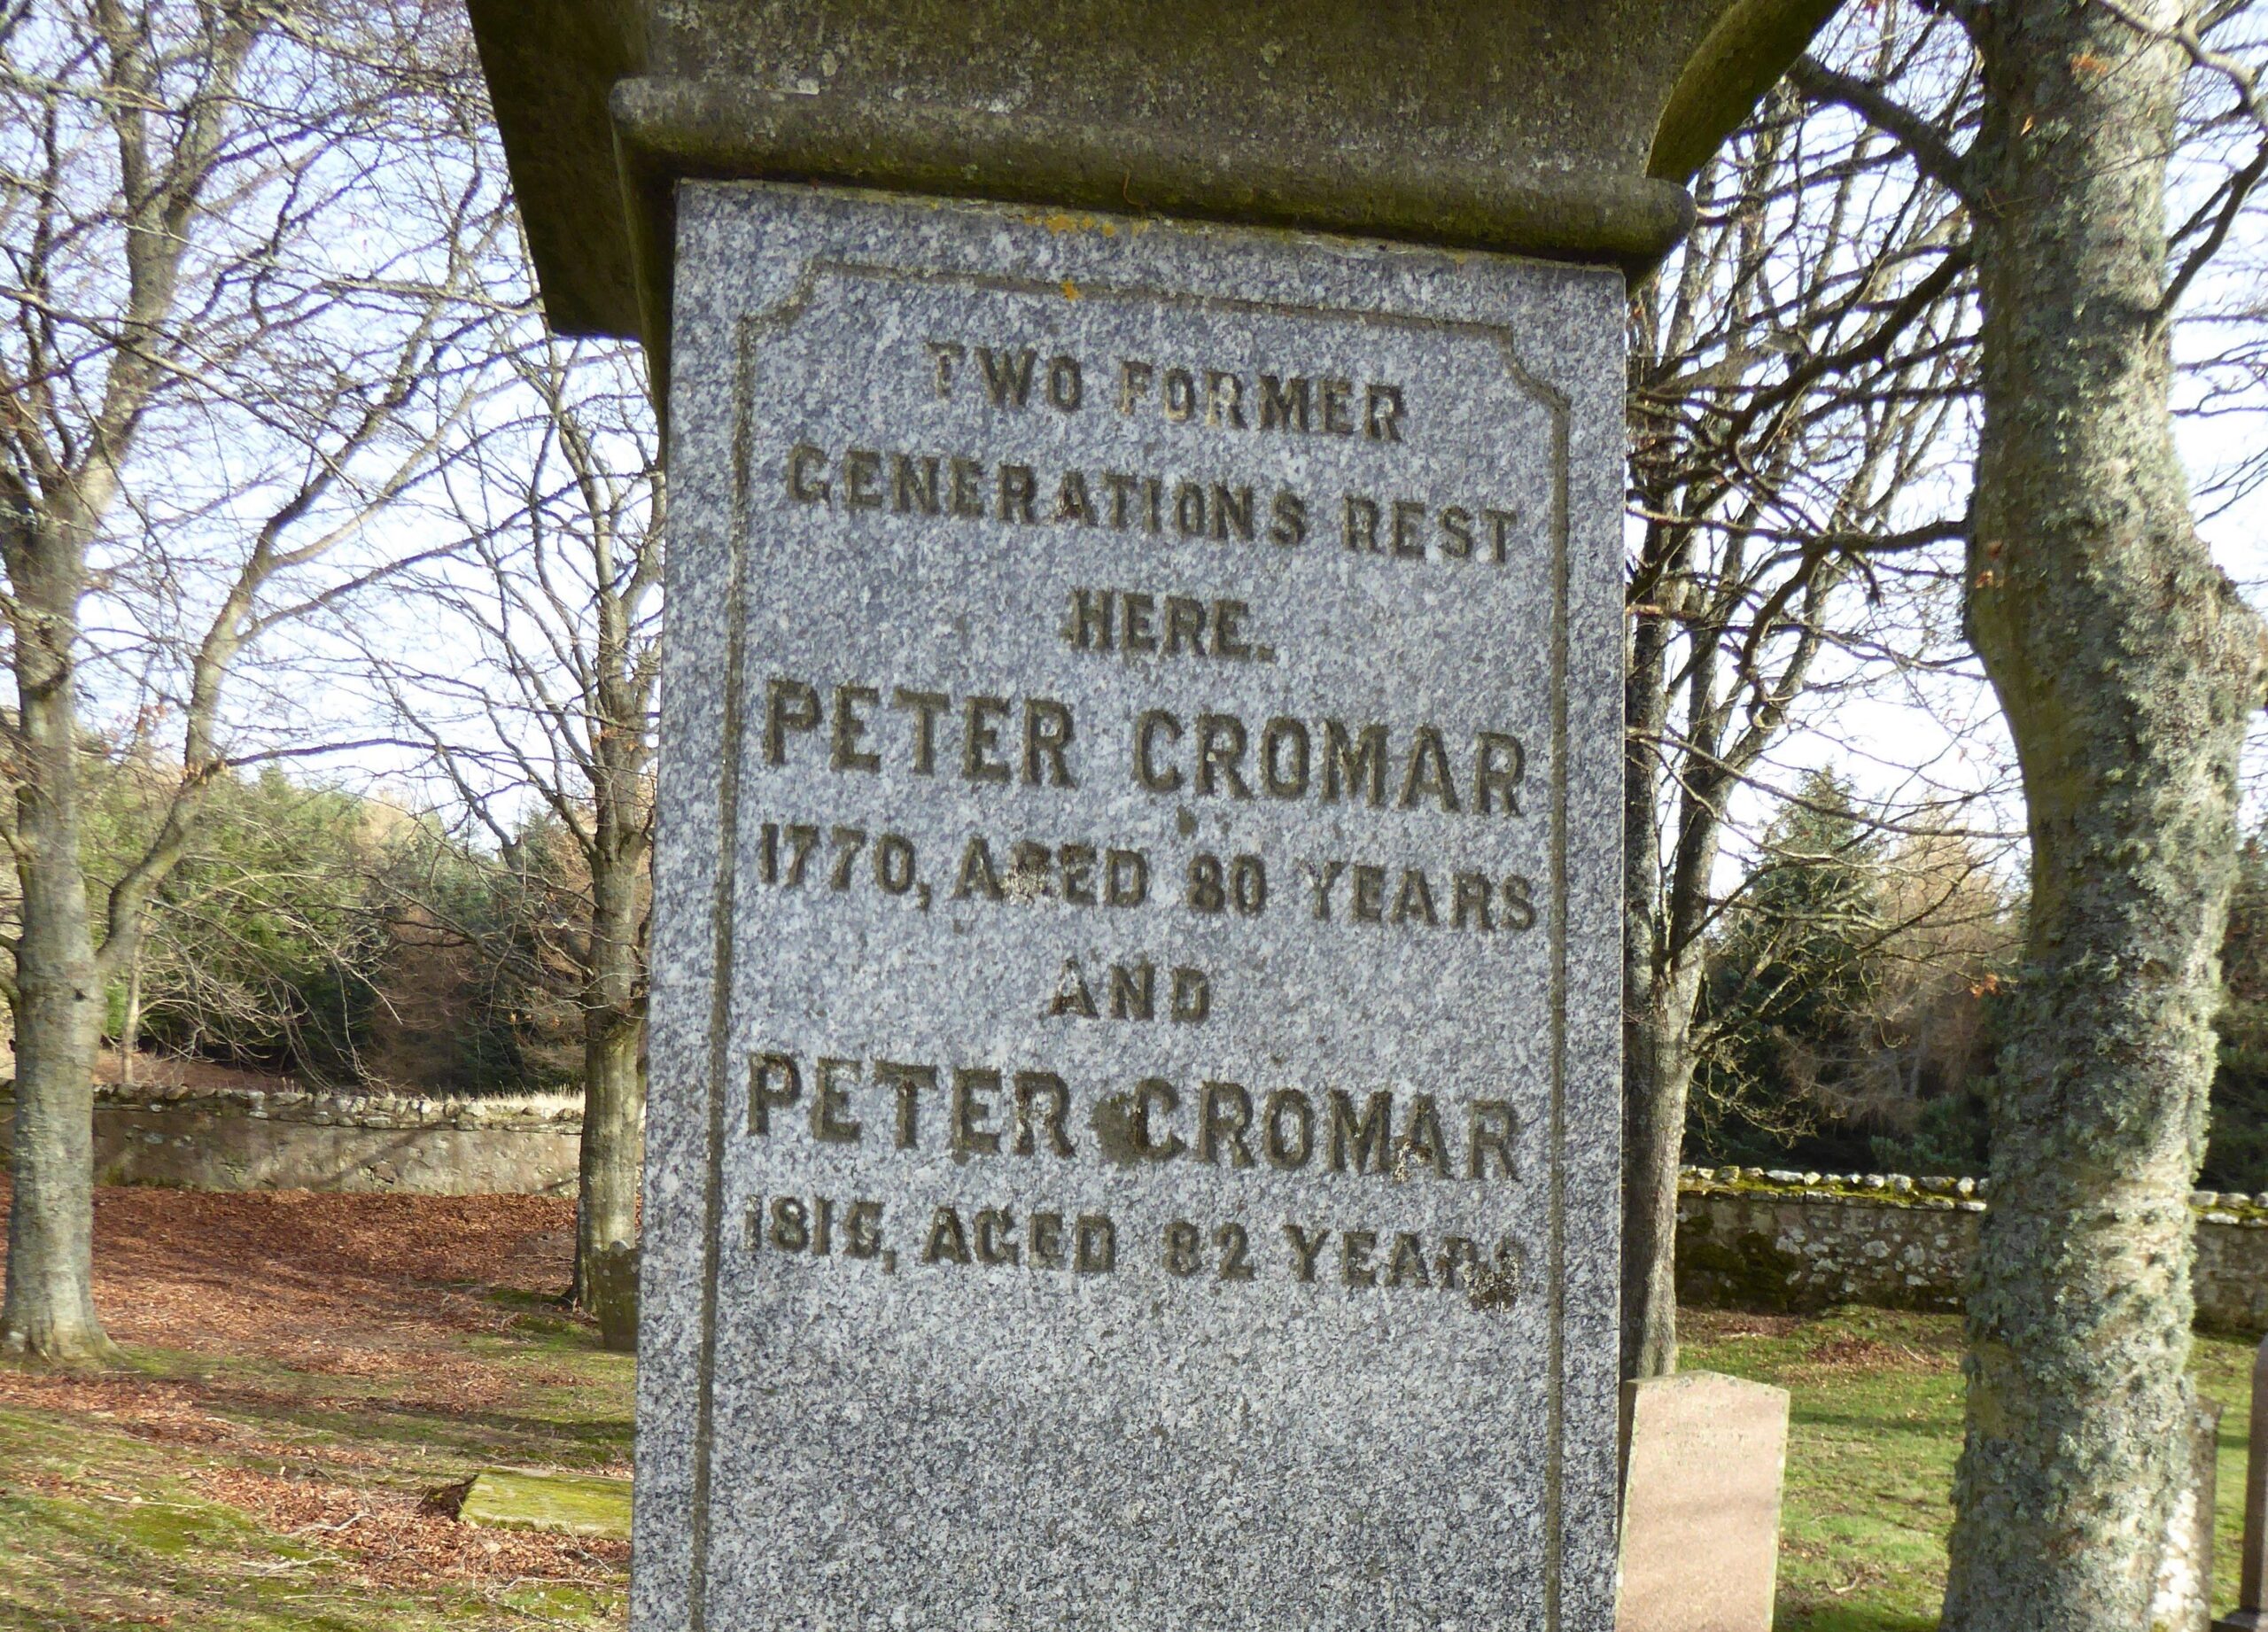 TWO FORMER
GENERATIONS REST
HERE.
PETER CROMAR
1770, AGED 80 YEARS
AND
PETER CROMAR
1815, AGED 82 YEARS.